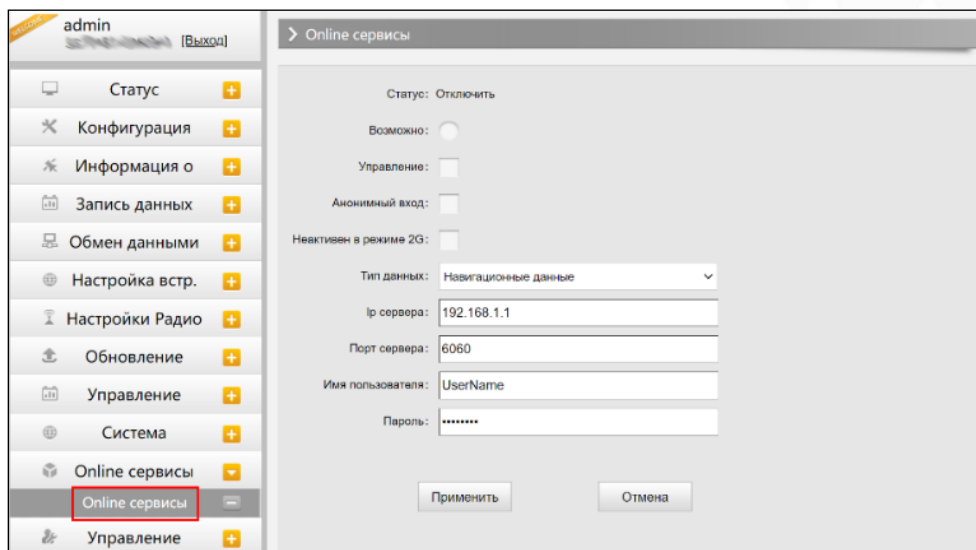 WELCOME
admin
[Выход]
Статус
Конфигурация
Информация о
Запись данных
Обмен данными
Настройка встр.
Настройки Радио
Обновление
Управление
Система
Online сервисы
Online сервисы
Управление
Online сервисы
Статус: Отключить
Возможно:
Управление:
Анонимный вход:
Неактивен в режиме 2G:
Тип данных: Навигационные данные
Ip сервера: 192.168.1.1
Порт сервера: 6060
Имя пользователя: UserName
Пароль: ••••••••
Применить Отмена